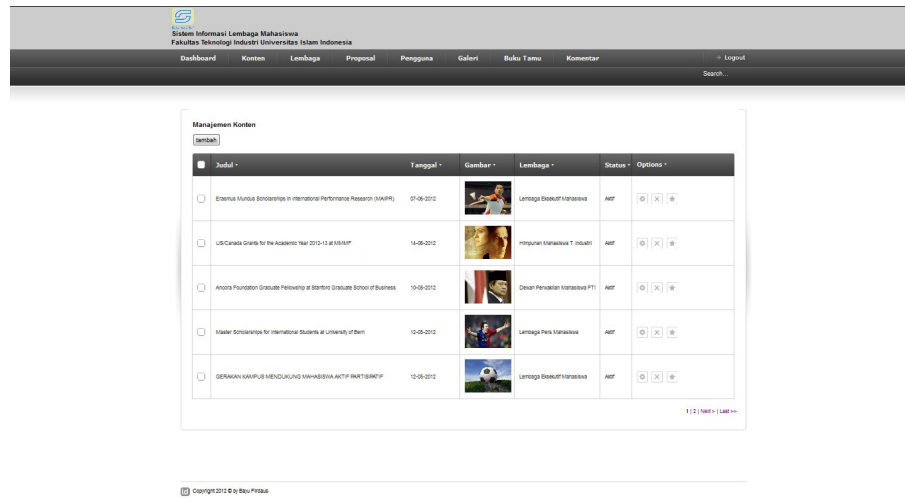 Sistem Informasi Lembaga Mahasiswa
Fakultas Teknologi Industri Universitas Islam Indonesia
Dashboard Konten Lembaga Proposal Pengguna Galeri Buku Tamu Komentar Logout
Search...
Manajemen Konten
tambah
Judul Tanggal Gambar Lembaga Status Options
Erasmus Mundus Scholarships in International Performance Research (MAIPR) 07-06-2012 Lembaga Eksekutif Mahasiswa Aktif
US/Canada Grants for the Academic Year 2012-13 at MMMF 14-06-2012 Himpunan Mahasiswa T. Industri Aktif
Ancora Foundation Graduate Fellowship at Stanford Graduate School of Business 10-05-2012 Dewan Perwakilan Mahasiswa FTI Aktif
Master Scholarships for International Students at University of Bern 12-05-2012 Lembaga Pers Mahasiswa Aktif
GERAKAN KAMPUS MENDUKUNG MAHASISWA AKTIF PARTISIPATIF 12-05-2012 Lembaga Eksekutif Mahasiswa Aktif
1 | 2 | Next > | Last >>
Copyright 2012 © by Bayu Firdaus